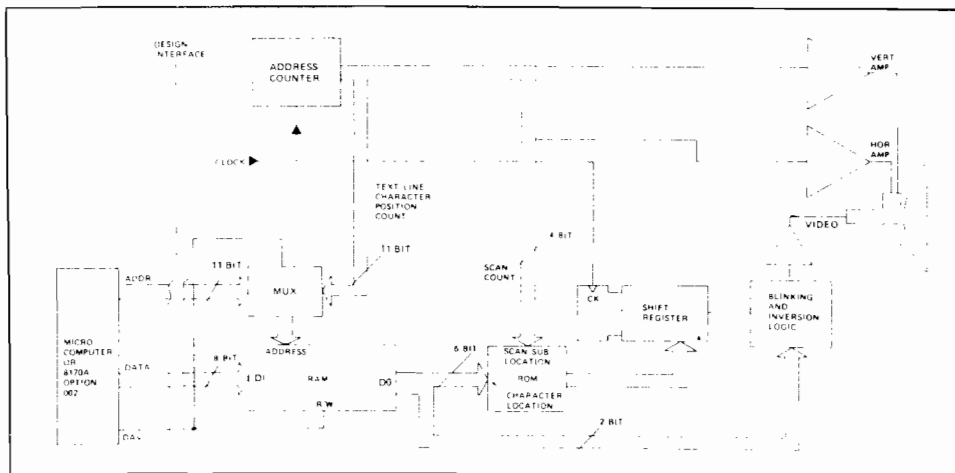 DESIGN
INTERFACE
ADDRESS
COUNTER
VERT
AMP
HOR
AMP
CLOCK
TEXT LINE
CHARACTER
POSITION
COUNT
VIDEO
4 BIT
11 BIT
11 BIT
SCAN
COUNT
ADDR
MUX
CK
SHIFT
REGISTER
BLINKING
AND
INVERSION
LOGIC
MICRO
COMPUTER
OR
8170A
OPTION
002
DATA
8 BIT
ADDRESS
DI
RAM
DO
R/W
6 BIT
SCAN SUB
LOCATION
ROM
CHARACTER
LOCATION
2 BIT